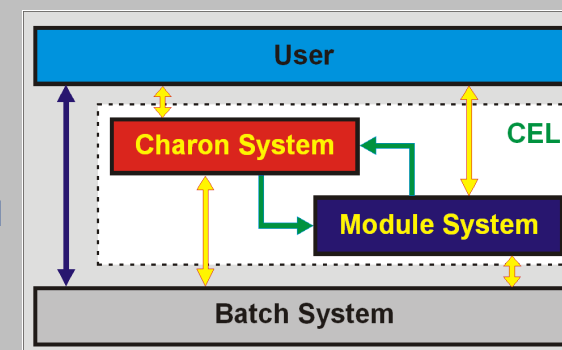 User
CEL
Charon System
Module System
Batch System